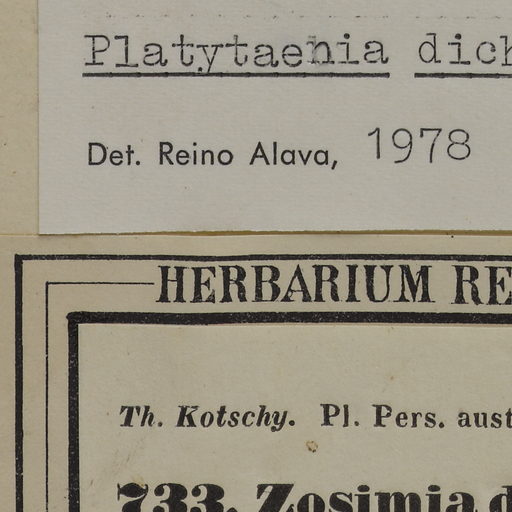 Platytaenia dich
Det. Reino Alava, 1978
HERBARIUM RE
Th. Kotschy. Pl. Pers. aust
733. Zosimia d